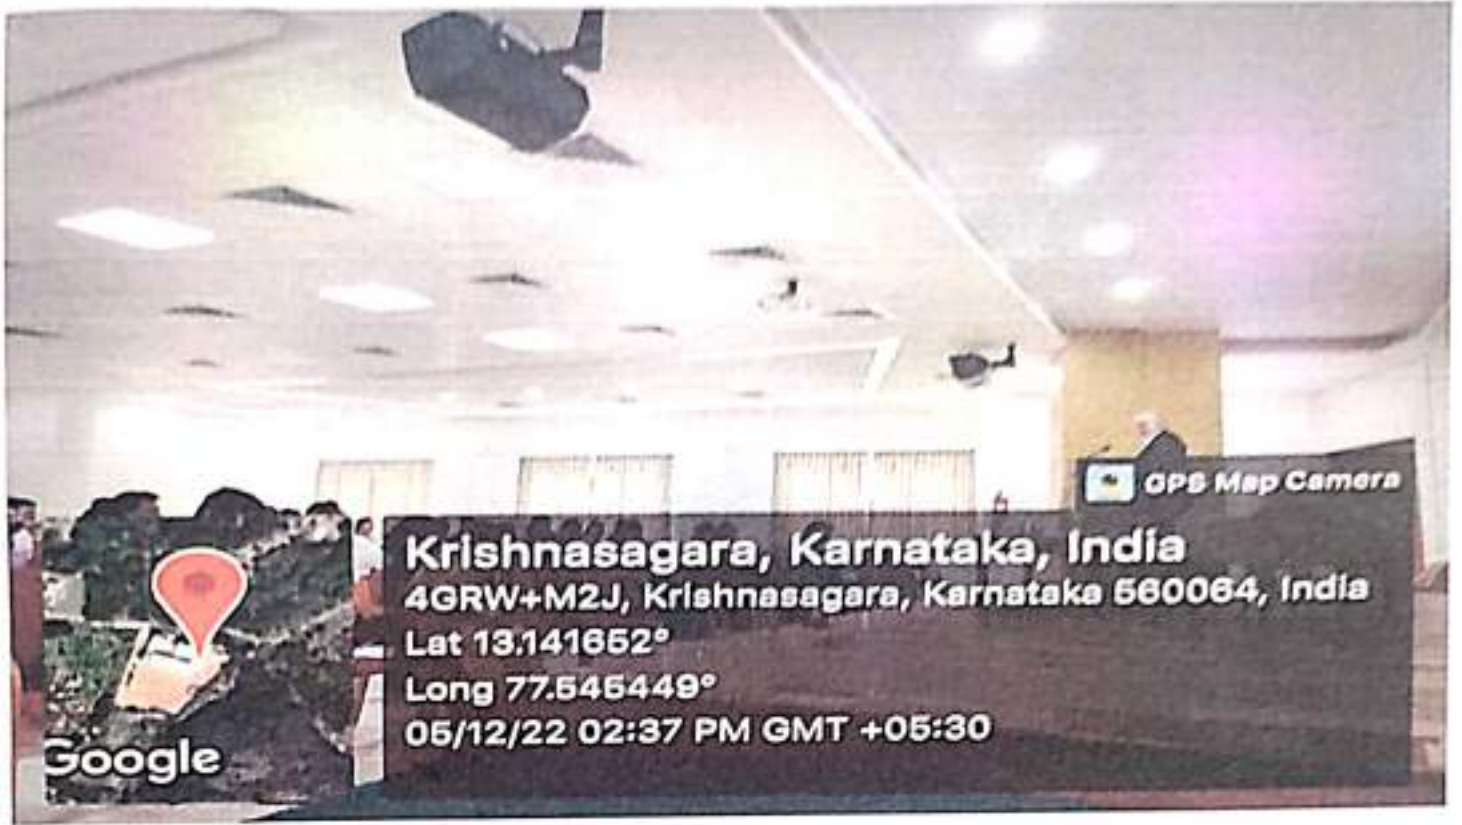 GPS Map Camera
Krishnasagara, Karnataka, India
4GRW+M2J, Krishnasagara, Karnataka 560064, India
Lat 13.141652°
Long 77.545449°
05/12/22 02:37 PM GMT +05:30
Google